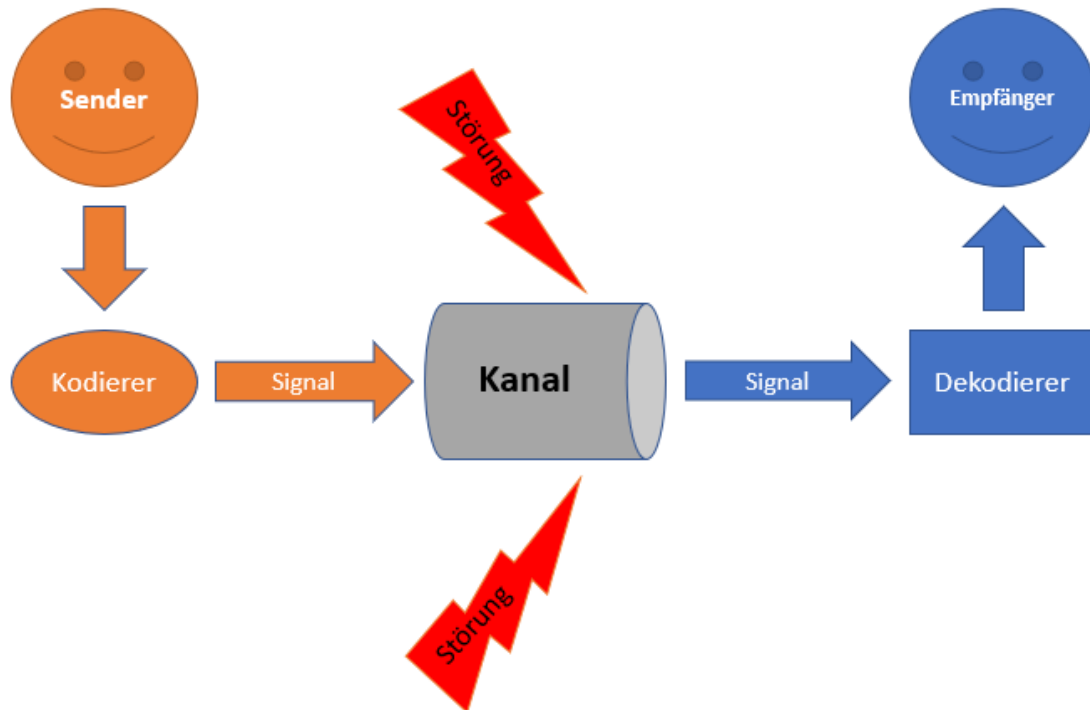 Sender
Empfänger
Störung
Kodierer
Signal
Kanal
Signal
Dekodierer
Störung